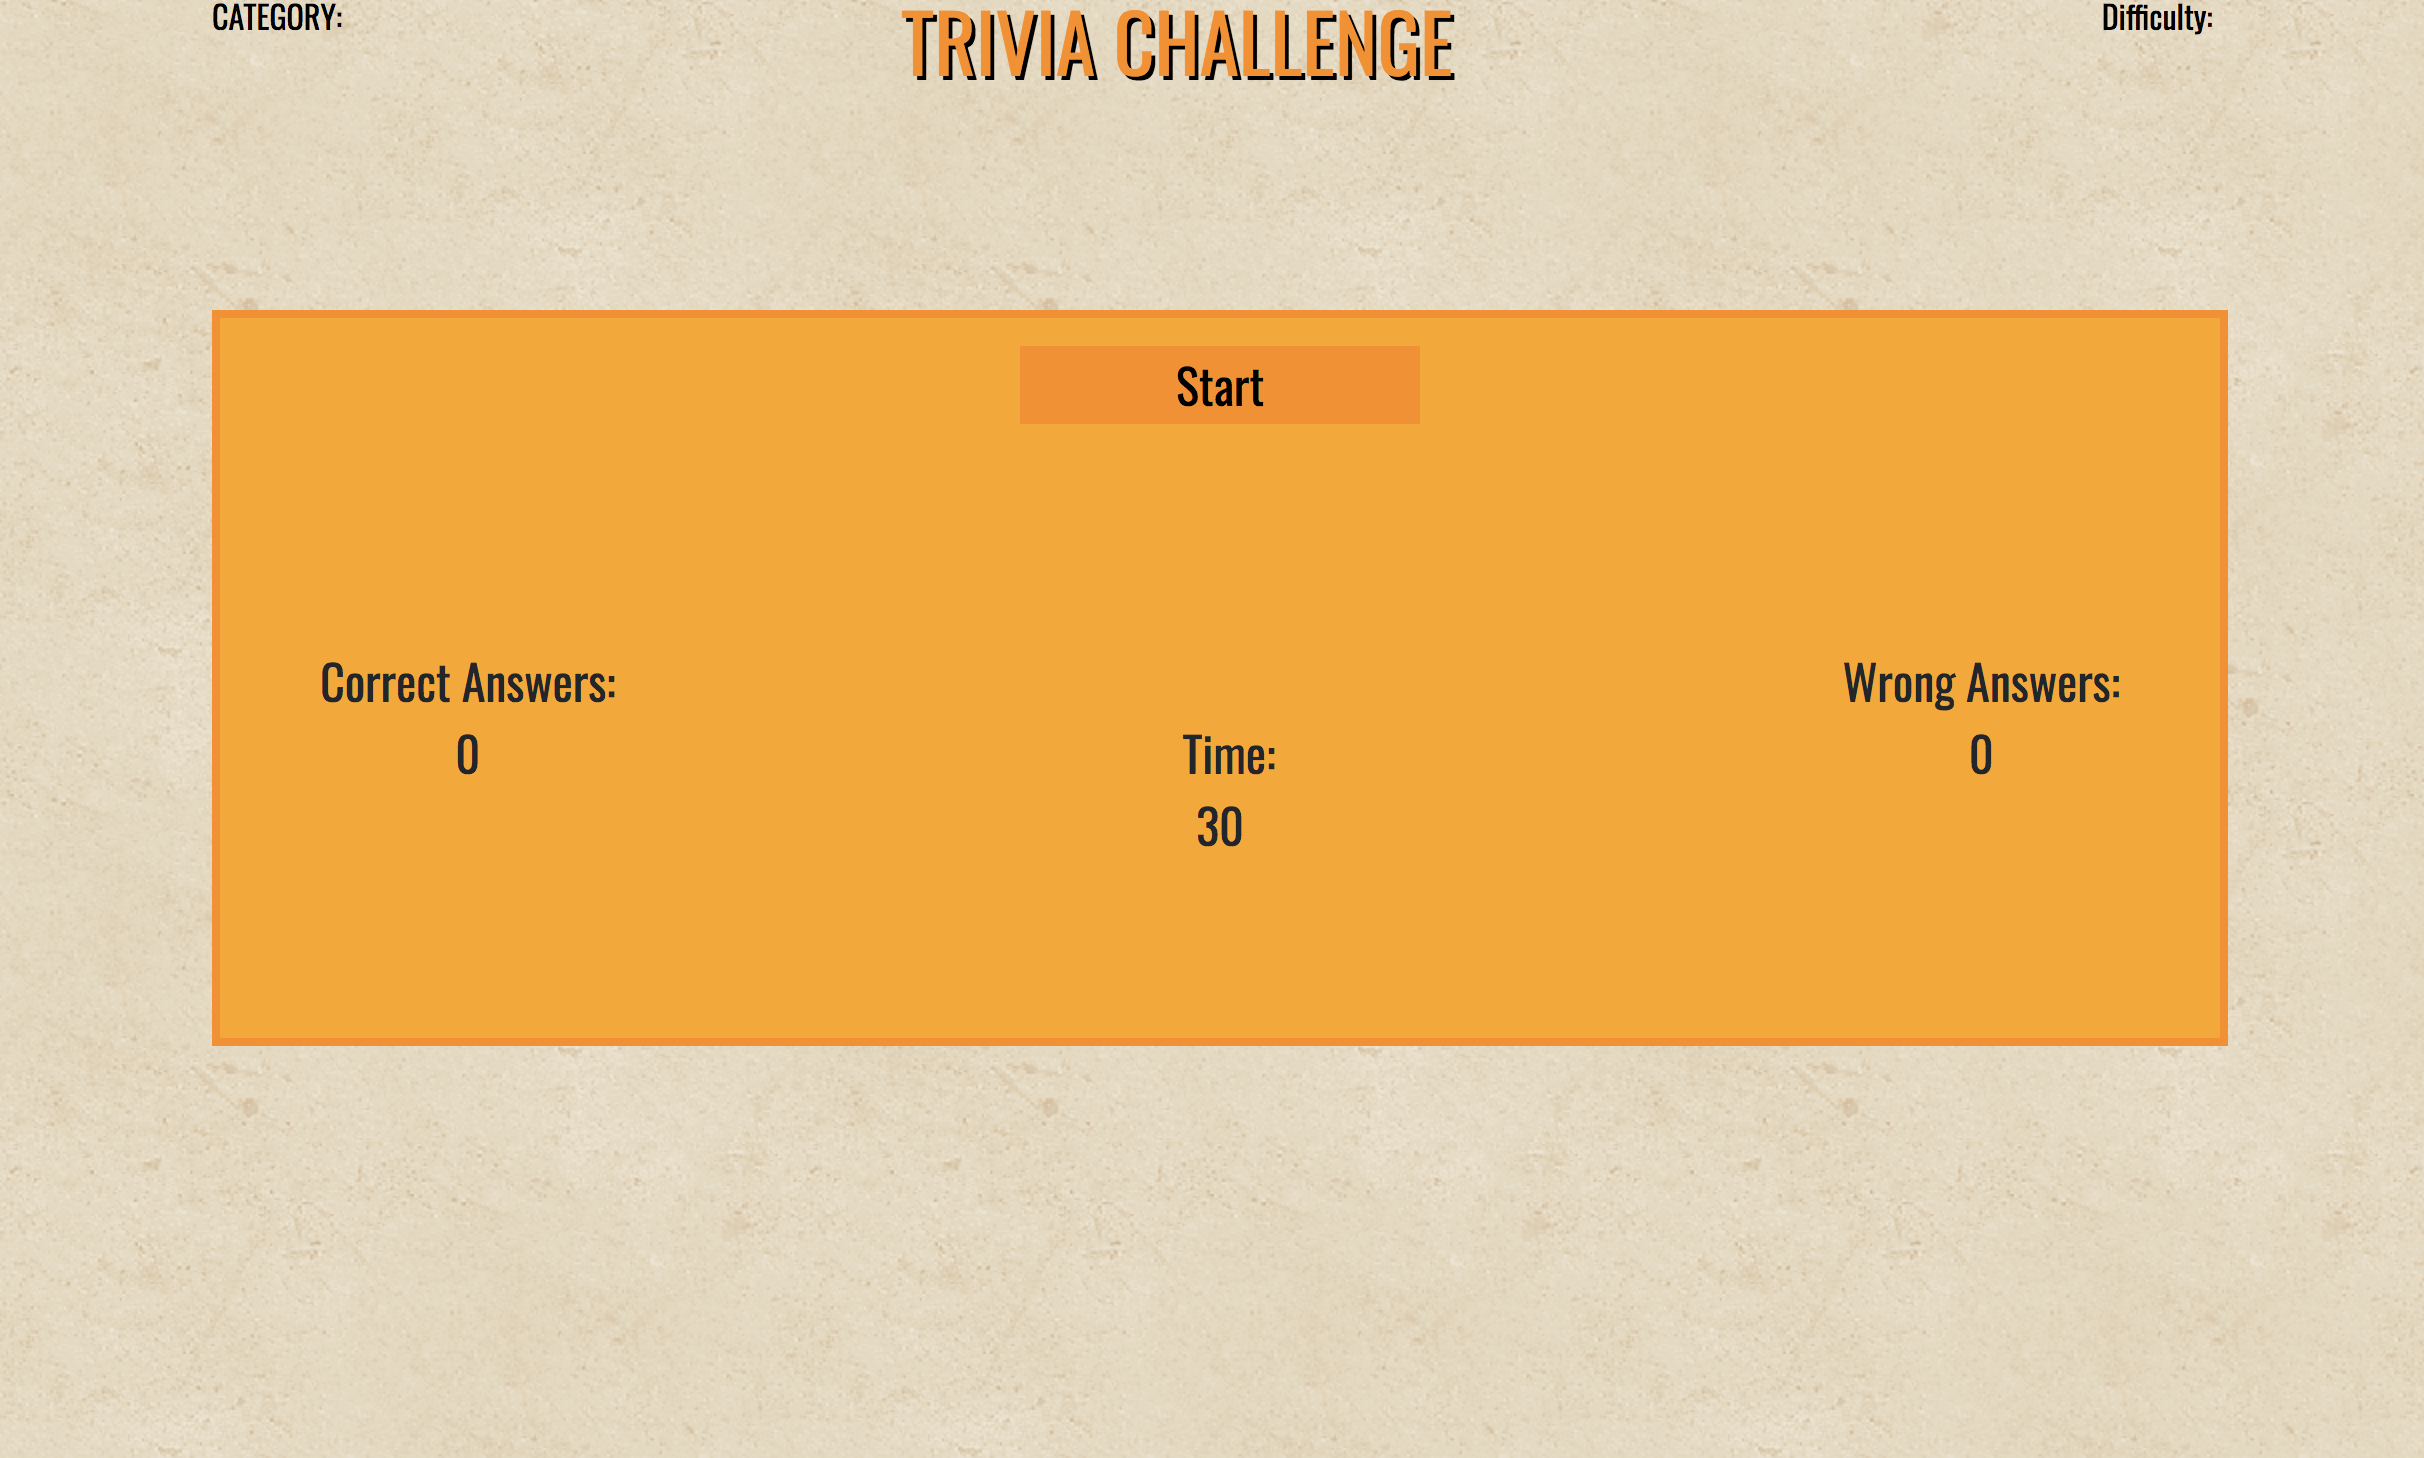 CATEGORY:
TRIVIA CHALLENGE
Difficulty:
Start
Correct Answers:
0
Time:
30
Wrong Answers:
0